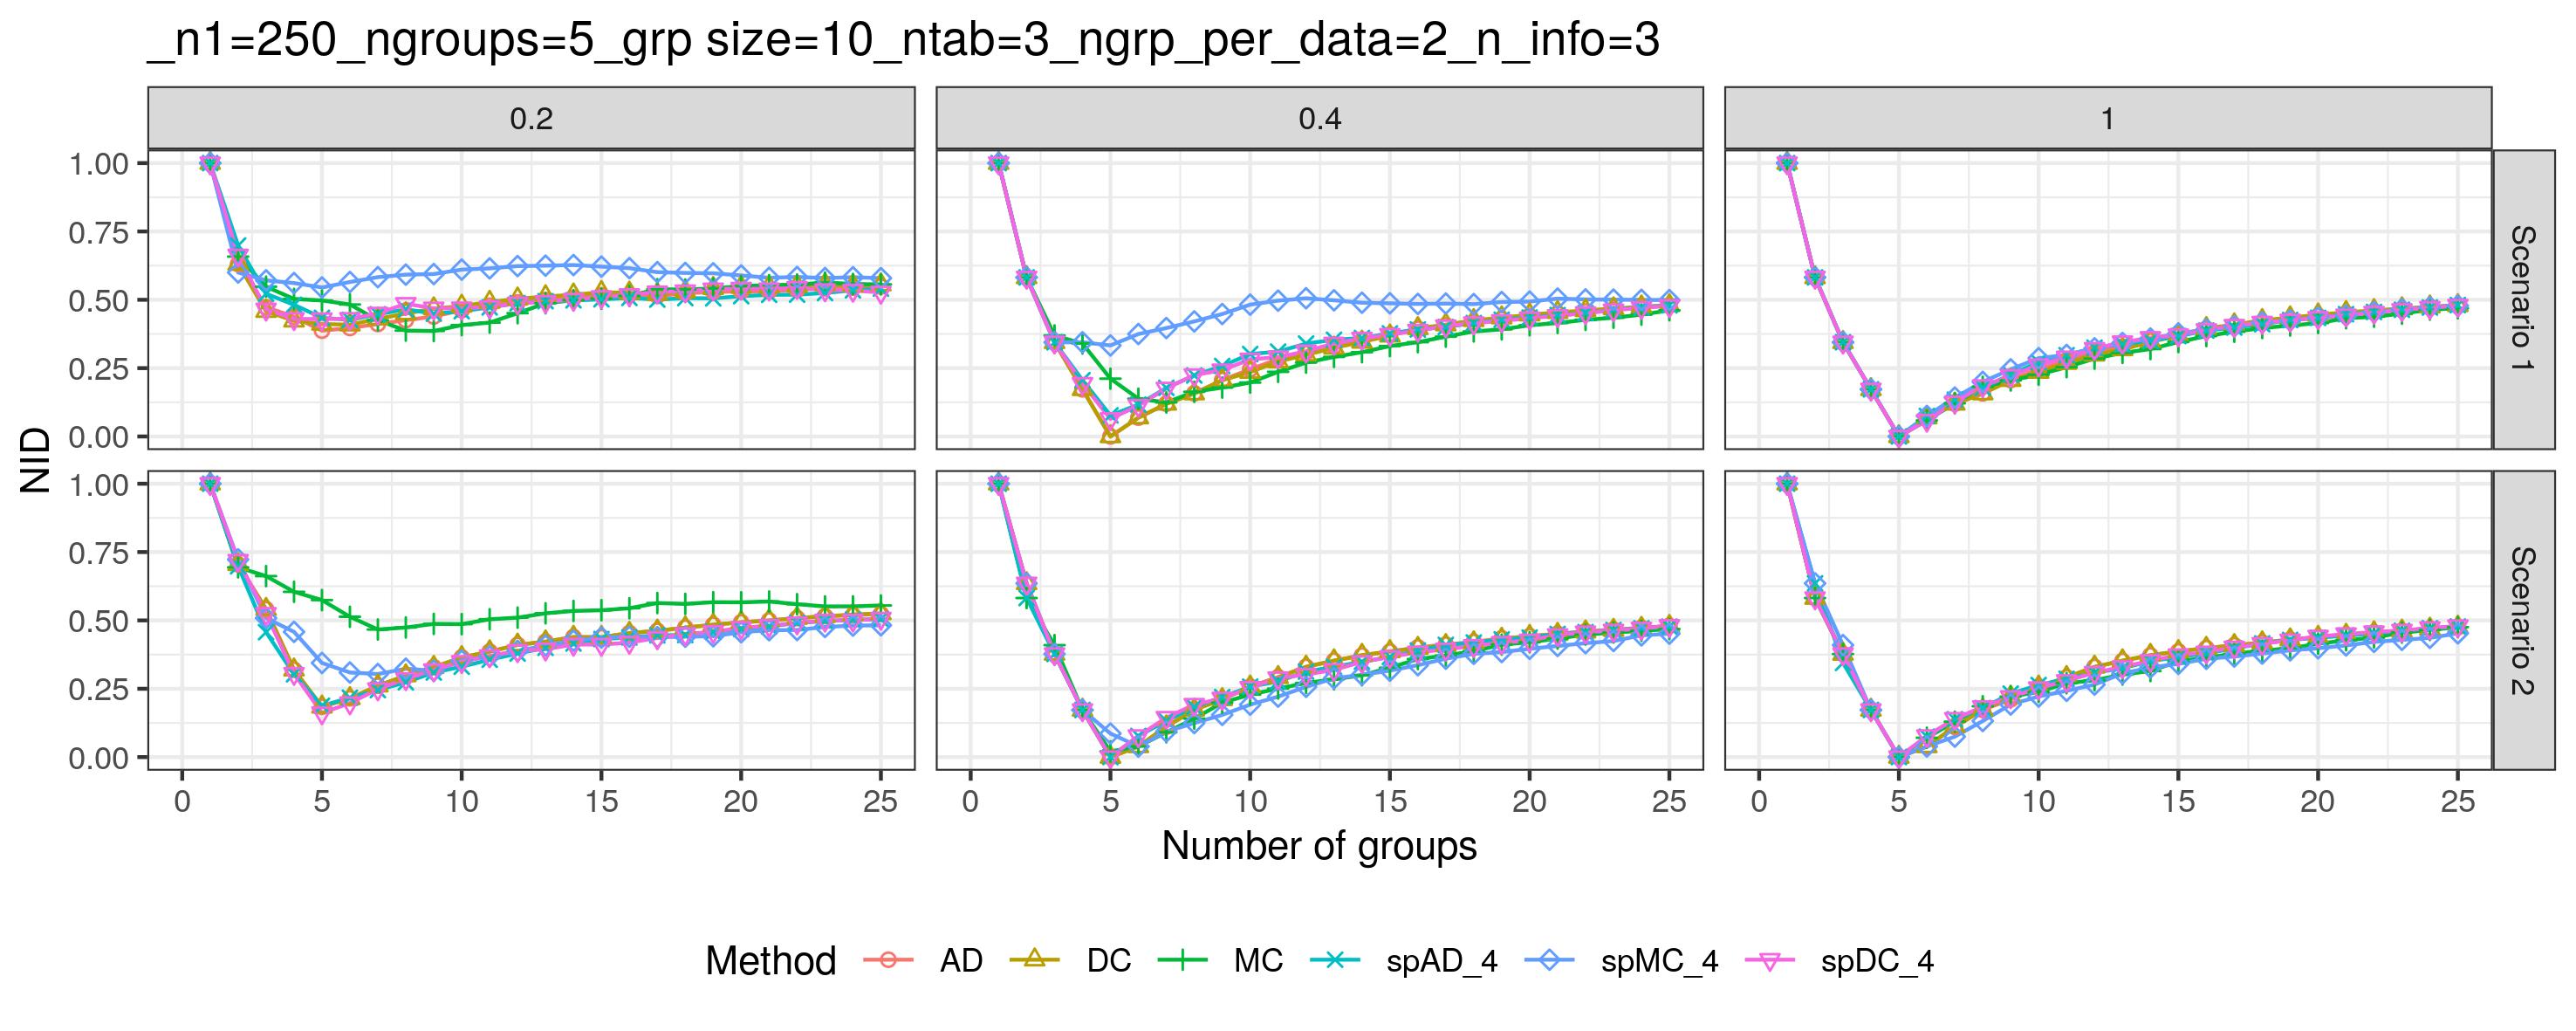 _n1=250_ngroups=5_grp size=10_ntab=3_ngrp_per_data=2_n_info=3
0.2 0.4 1
1.00
0.75
0.50
0.25
0.00
Scenario 1
1.00
0.75
0.50
0.25
0.00
Scenario 2
NID
0 5 10 15 20 25 0 5 10 15 20 25 0 5 10 15 20 25
Number of groups
Method AD DC MC spAD_4 spMC_4 spDC_4